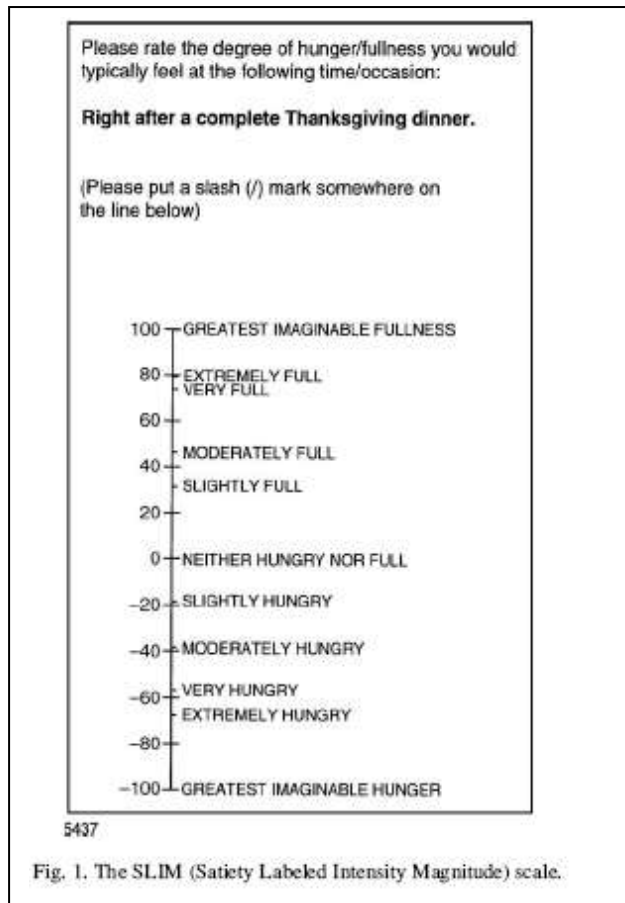 Please rate the degree of hunger/fullness you would
typically feel at the following time/occasion:
Right after a complete Thanksgiving dinner.
(Please put a slash (/) mark somewhere on
the line below)
100 GREATEST IMAGINABLE FULLNESS
80 EXTREMELY FULL
VERY FULL
60
MODERATELY FULL
40
SLIGHTLY FULL
20
0 NEITHER HUNGRY NOR FULL
-20 SLIGHTLY HUNGRY
-40 MODERATELY HUNGRY
VERY HUNGRY
-60
EXTREMELY HUNGRY
-80
-100 GREATEST IMAGINABLE HUNGER
5437
Fig. 1. The SLIM (Satiety Labeled Intensity Magnitude) scale.